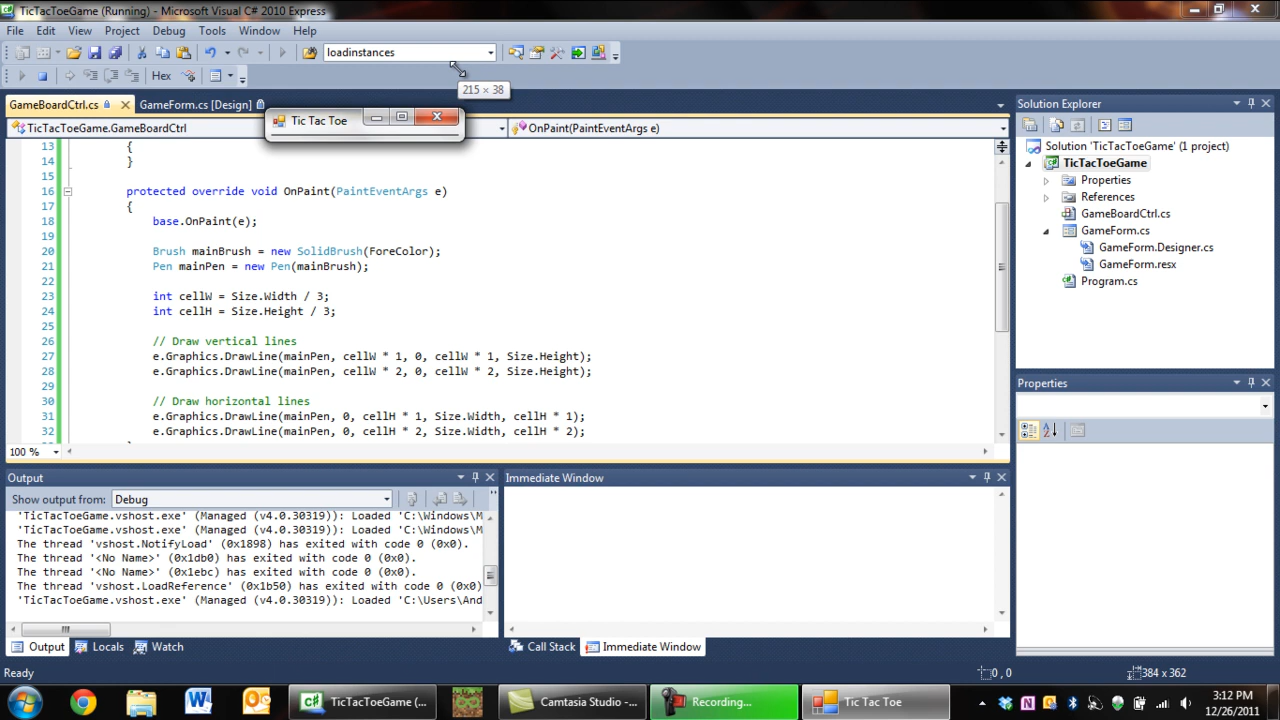 TicTacToeGame (Running) - Microsoft Visual C# 2010 Express
File Edit View Project Debug Tools Window Help
loadinstances
Hex
215 × 38
GameBoardCtrl.cs GameForm.cs [Design]
Tic Tac Toe
TicTacToeGame.GameBoardCtrl OnPaint(PaintEventArgs e)
13 {
14 }
15
16 protected override void OnPaint(PaintEventArgs e)
17 {
18 base.OnPaint(e);
19
20 Brush mainBrush = new SolidBrush(ForeColor);
21 Pen mainPen = new Pen(mainBrush);
22
23 int cellW = Size.Width / 3;
24 int cellH = Size.Height / 3;
25
26 // Draw vertical lines
27 e.Graphics.DrawLine(mainPen, cellW * 1, 0, cellW * 1, Size.Height);
28 e.Graphics.DrawLine(mainPen, cellW * 2, 0, cellW * 2, Size.Height);
29
30 // Draw horizontal lines
31 e.Graphics.DrawLine(mainPen, 0, cellH * 1, Size.Width, cellH * 1);
32 e.Graphics.DrawLine(mainPen, 0, cellH * 2, Size.Width, cellH * 2);
100 %
Solution Explorer
Solution 'TicTacToeGame' (1 project)
TicTacToeGame
Properties
References
GameBoardCtrl.cs
GameForm.cs
GameForm.Designer.cs
GameForm.resx
Program.cs
Properties
Output
Show output from: Debug
'TicTacToeGame.vshost.exe' (Managed (v4.0.30319)): Loaded 'C:\Windows\M
'TicTacToeGame.vshost.exe' (Managed (v4.0.30319)): Loaded 'C:\Windows\M
The thread 'vshost.NotifyLoad' (0x1898) has exited with code 0 (0x0).
The thread '<No Name>' (0x1db0) has exited with code 0 (0x0).
The thread '<No Name>' (0x1ebc) has exited with code 0 (0x0).
The thread 'vshost.LoadReference' (0x1b50) has exited with code 0 (0x0).
'TicTacToeGame.vshost.exe' (Managed (v4.0.30319)): Loaded 'C:\Users\And
Immediate Window
Output Locals Watch
Call Stack Immediate Window
Ready 0 , 0 384 x 362
TicTacToeGame (... Camtasia Studio -... Recording... Tic Tac Toe
3:12 PM
12/26/2011